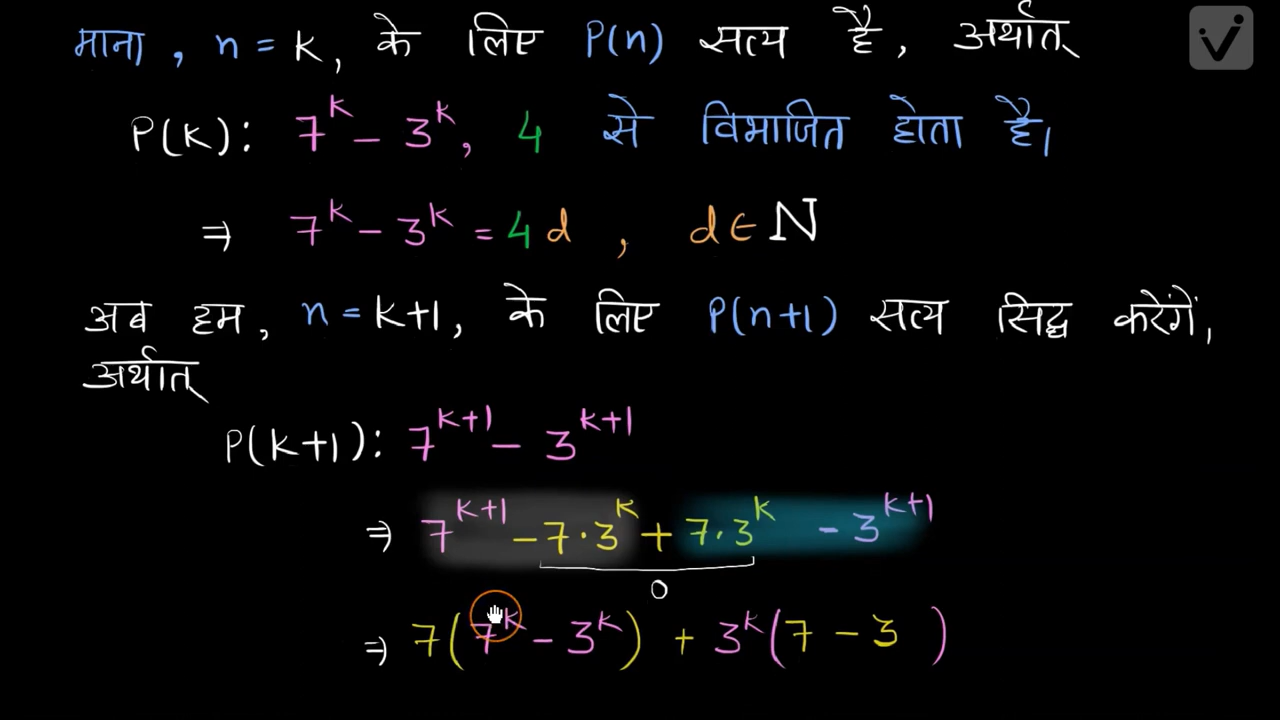 माना, n = k, के लिए P(n) सत्य है, अर्थात्
P(k): 7^k - 3^k, 4 से विभाजित होता है।
⇒ 7^k - 3^k = 4d , d ∈ N
अब हम, n = k+1, के लिए P(n+1) सत्य सिद्ध करेंगें,
अर्थात्
P(k+1): 7^{k+1} - 3^{k+1}
⇒ 7^{k+1} - 7·3^k + 7·3^k - 3^{k+1}
0
⇒ 7(7^k - 3^k) + 3^k(7 - 3 )